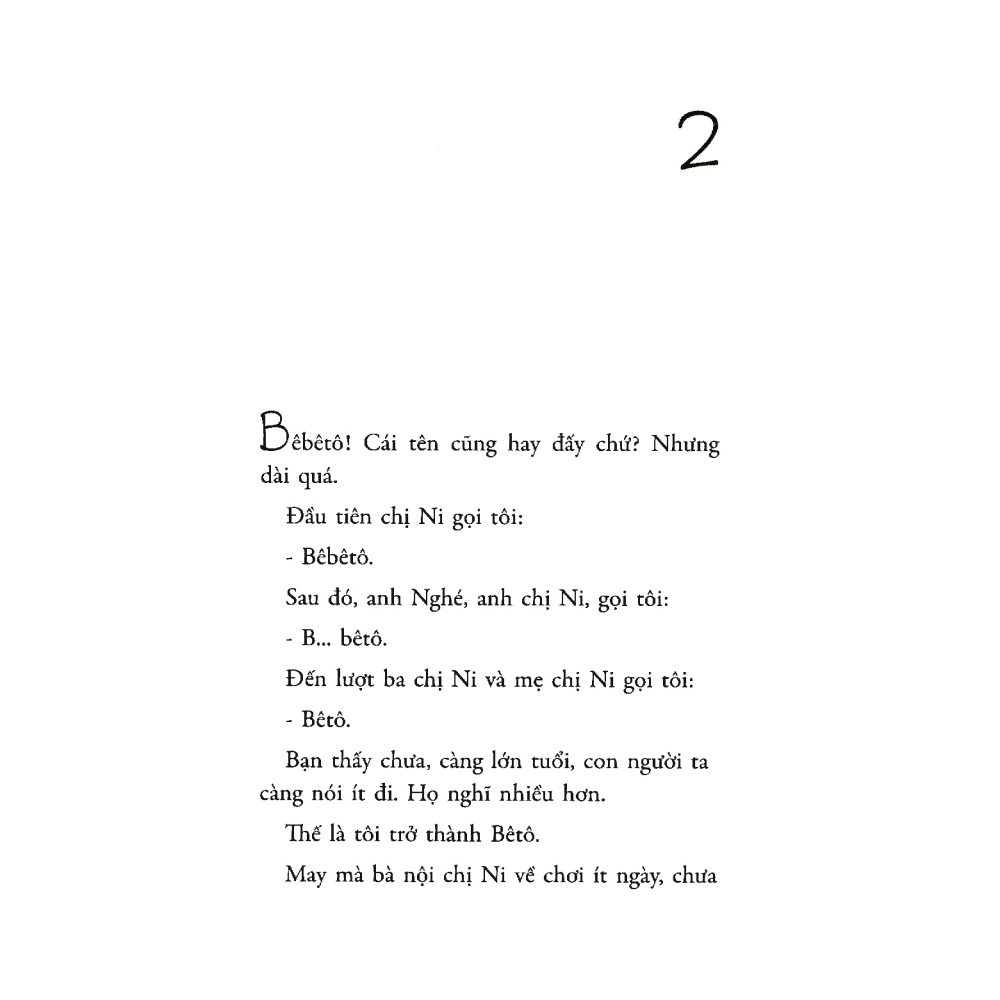 2
Bêbêtô! Cái tên cũng hay đấy chứ? Nhưng
dài quá.
Đầu tiên chị Ni gọi tôi:
- Bêbêtô.
Sau đó, anh Nghé, anh chị Ni, gọi tôi:
- B... bêtô.
Đến lượt ba chị Ni và mẹ chị Ni gọi tôi:
- Bêtô.
Bạn thấy chưa, càng lớn tuổi, con người ta
càng nói ít đi. Họ nghĩ nhiều hơn.
Thế là tôi trở thành Bêtô.
May mà bà nội chị Ni về chơi ít ngày, chưa